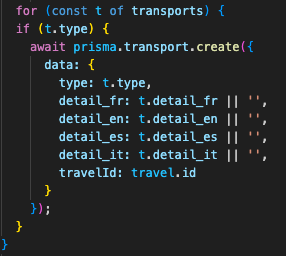 for (const t of transports) {
if (t.type) {
await prisma.transport.create({
data: {
type: t.type,
detail_fr: t.detail_fr || '',
detail_en: t.detail_en || '',
detail_es: t.detail_es || '',
detail_it: t.detail_it || '',
travelId: travel.id
}
});
}
}